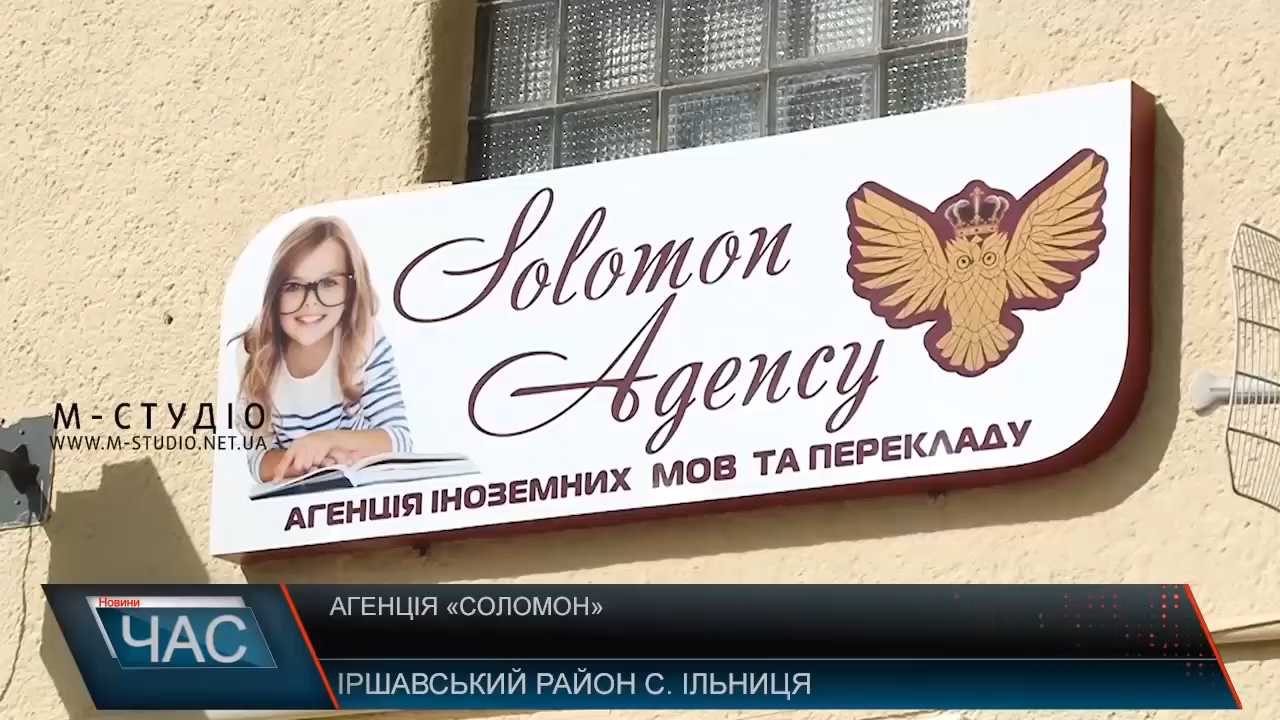 Solomon
Agency
АГЕНЦІЯ ІНОЗЕМНИХ МОВ ТА ПЕРЕКЛАДУ
М-СТУДІО
WWW.M-STUDIO.NET.UA
Новини
ЧАС
АГЕНЦІЯ «СОЛОМОН»
ІРШАВСЬКИЙ РАЙОН С. ІЛЬНИЦЯ